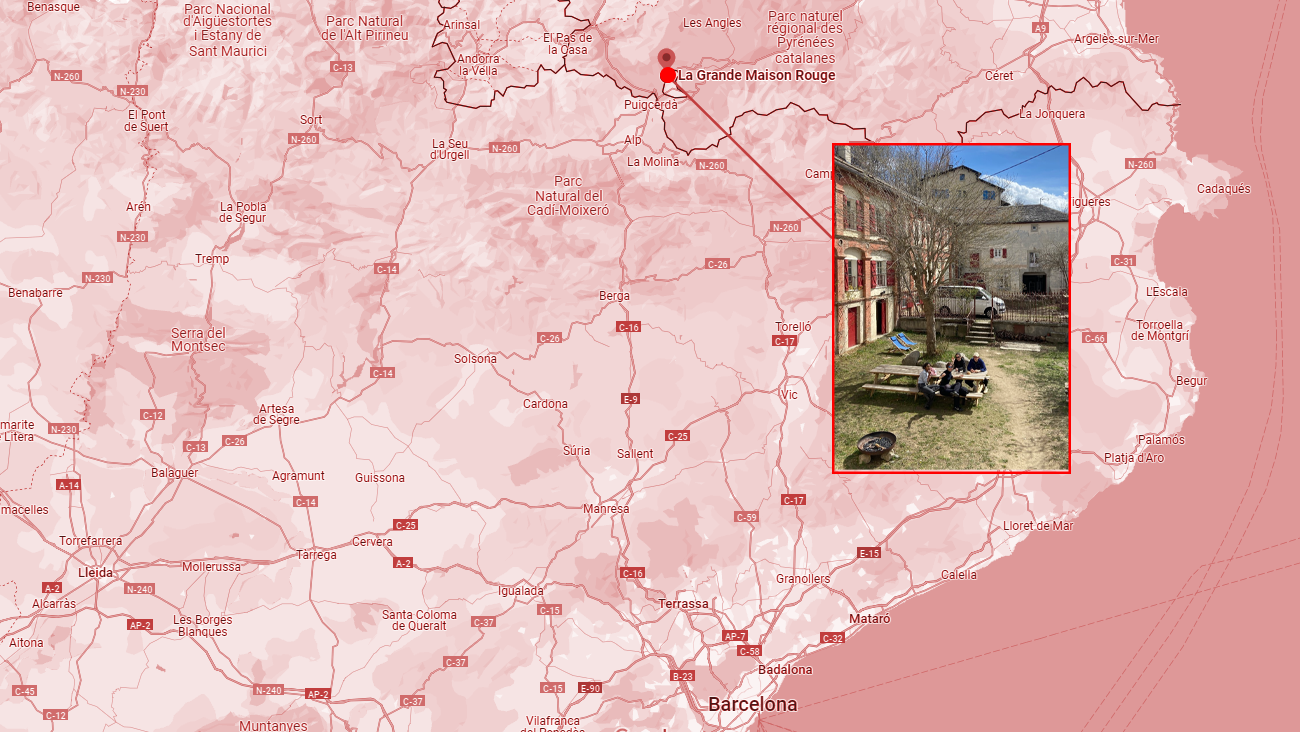 Benasque
Parc Nacional
d'Aigüestortes
i Estany de
Sant Maurici
Parc Natural
de l'Alt Pirineu
Arinsal
El Pas de
la Casa
Andorra
la Vella
Les Angles
Parc naturel
régional des
Pyrénées
catalanes
A9
Argelès-sur-Mer
La Grande Maison Rouge
Céret
N-260
C-13
N-230
Puigcerdà
El Pont
de Suert
Sort
La Jonquera
N-260
La Seu
d'Urgell
N-260
Alp
La Molina
N-260
N-260
Camp
Cadaqués
Parc
Natural del
Cadí-Moixeró
Arén
La Pobla
de Segur
igueres
N-230
N-260
Tremp
C-14
C-26
C-31
N-230
Benabarre
Berga
L'Escala
Serra del
Montsec
C-16
Torelló
C-17
C-26
Torroella
de Montgrí
C-66
Solsona
C-14
Begur
Vic
E-9
Cardona
C-12
Artesa
de Segre
marite
Litera
N-230
C-13
C-26
C-25
Palamós
Súria
Sallent
Platja d'Aro
Balaguer
Agramunt
Guissona
A-14
C-14
C-17
macelles
Manresa
C-59
C-25
Lloret de Mar
Torrefarrera
Cervera
Tàrrega
E-15
A-2
Lleida
Mollerussa
C-16
Granollers
Calella
A-2
N-240
Igualada
Alcarràs
Terrassa
C-15
Les Borges
Blanques
Santa Coloma
de Queralt
C-37
Mataró
AP-2
AP-7
C-32
Aitona
C-58
C-37
Badalona
B-23
C-45
N-240
AP-2
C-15
E-90
C-37
Barcelona
C-12
Muntanyes
Vilafranca